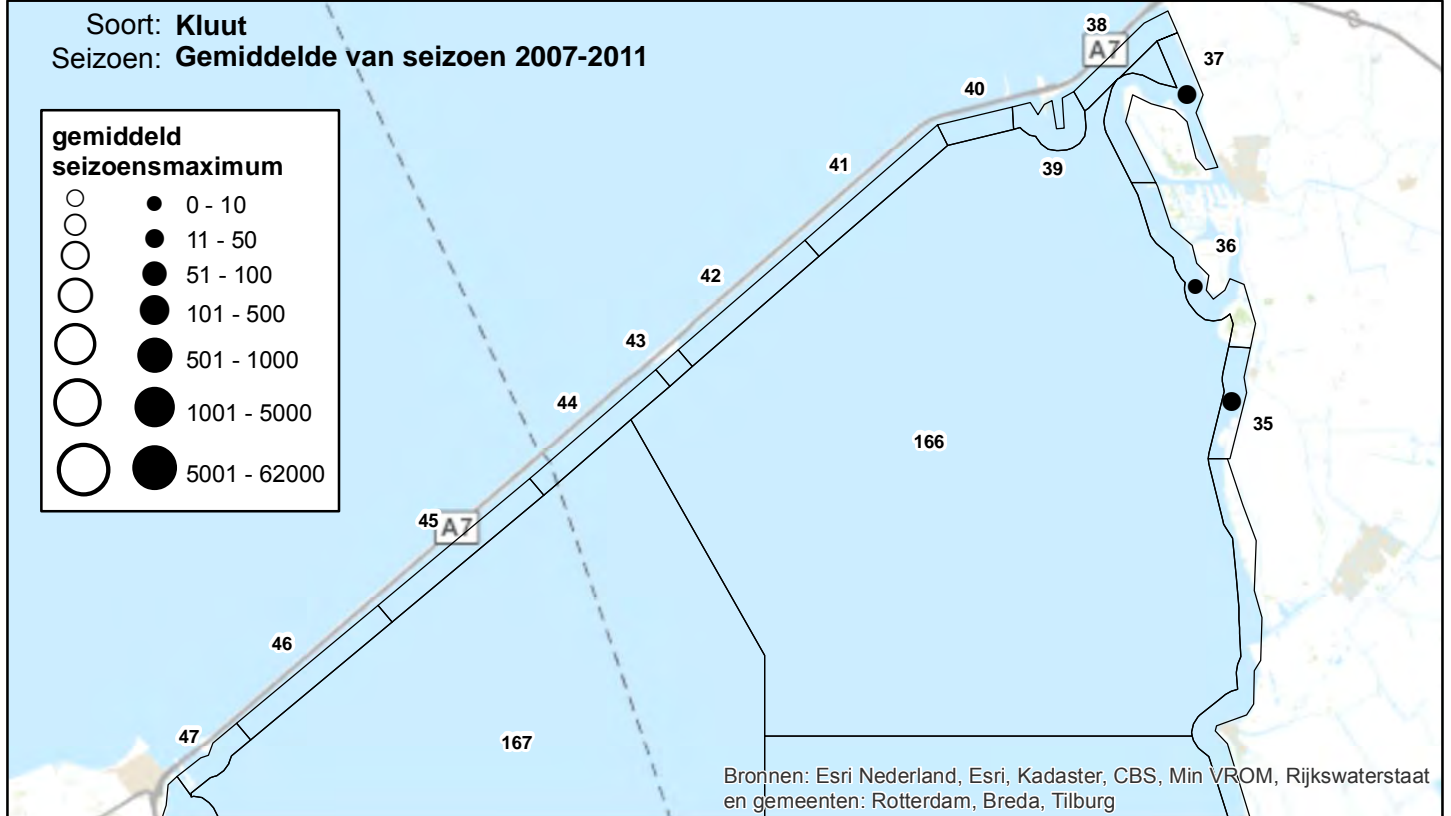 Soort: Kluut
Seizoen: Gemiddelde van seizoen 2007-2011
gemiddeld
seizoensmaximum
0 - 10
11 - 50
51 - 100
101 - 500
501 - 1000
1001 - 5000
5001 - 62000
38
A7
37
40
41
39
36
42
43
44
35
166
45
A7
46
47
167
Bronnen: Esri Nederland, Esri, Kadaster, CBS, Min VROM, Rijkswaterstaat
en gemeenten: Rotterdam, Breda, Tilburg